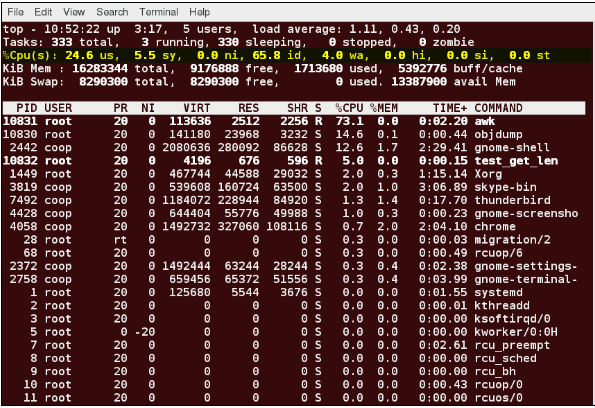 File  Edit  View  Search  Terminal  Help
top - 10:52:22 up  3:17,  5 users,  load average: 1.11, 0.43, 0.20
Tasks: 333 total,   3 running, 330 sleeping,   0 stopped,   0 zombie
%Cpu(s): 24.6 us,  5.5 sy,  0.0 ni, 65.8 id,  4.0 wa,  0.0 hi,  0.0 si,  0.0 st
KiB Mem : 16283344 total,  9176888 free,  1713680 used,  5392776 buff/cache
KiB Swap:  8290300 total,  8290300 free,        0 used. 13387900 avail Mem
PID USER      PR  NI    VIRT    RES    SHR S  %CPU %MEM     TIME+ COMMAND
10831 root      20   0  113636   2512   2256 R  73.1  0.0   0:02.20 awk
10830 root      20   0  141180  23968   3232 S  14.6  0.1   0:00.44 objdump
2442 coop      20   0 2080636 280092  86628 S  12.6  1.7   2:29.41 gnome-shell
10832 root      20   0    4196    676    596 R   5.0  0.0   0:00.15 test_get_len
1449 root      20   0  467744  44588  29032 S   2.0  0.3   1:15.14 Xorg
3819 coop      20   0  539608 160724  63500 S   2.0  1.0   3:06.89 skype-bin
7492 coop      20   0 1184072 228944  84920 S   1.3  1.4   0:17.70 thunderbird
4428 coop      20   0  644404  55776  49988 S   1.0  0.3   0:00.23 gnome-screensho
4058 coop      20   0 1492732 327060 108116 S   0.7  2.0   2:04.10 chrome
28 root      rt   0       0      0      0 S   0.3  0.0   0:00.03 migration/2
68 root      20   0       0      0      0 S   0.3  0.0   0:00.49 rcuop/6
2372 coop      20   0 1492444  63244  28244 S   0.3  0.4   0:02.38 gnome-settings-
2758 coop      20   0  659456  65372  51556 S   0.3  0.4   0:03.99 gnome-terminal-
1 root      20   0  125680   5544   3676 S   0.0  0.0   0:01.55 systemd
2 root      20   0       0      0      0 S   0.0  0.0   0:00.01 kthreadd
3 root      20   0       0      0      0 S   0.0  0.0   0:00.00 ksoftirqd/0
5 root       0 -20       0      0      0 S   0.0  0.0   0:00.00 kworker/0:0H
7 root      20   0       0      0      0 S   0.0  0.0   0:02.61 rcu_preempt
8 root      20   0       0      0      0 S   0.0  0.0   0:00.00 rcu_sched
9 root      20   0       0      0      0 S   0.0  0.0   0:00.00 rcu_bh
10 root      20   0       0      0      0 S   0.0  0.0   0:00.43 rcuop/0
11 root      20   0       0      0      0 S   0.0  0.0   0:00.00 rcuos/0